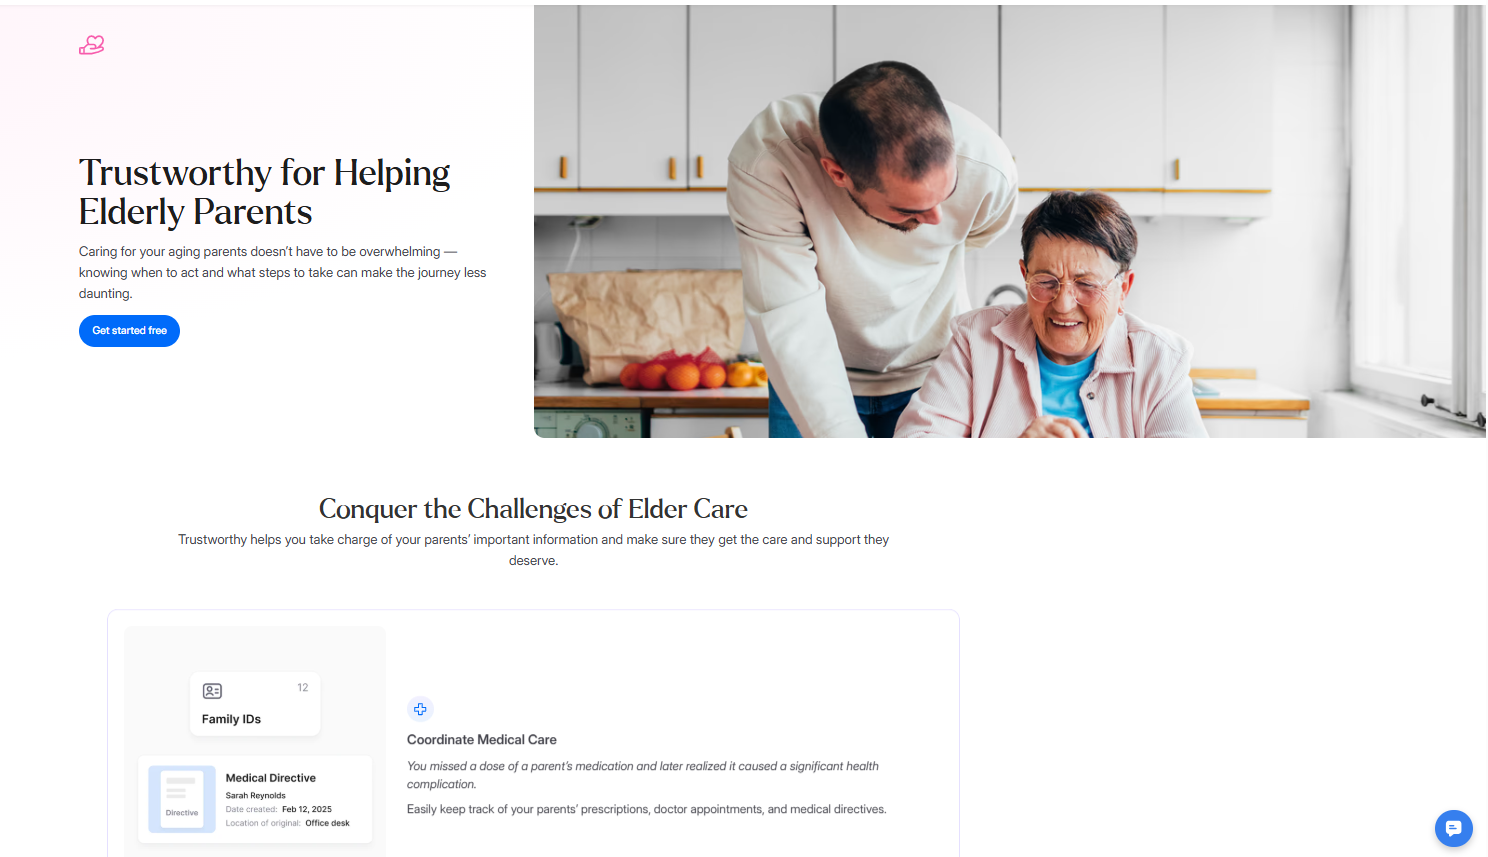 Trustworthy for Helping
Elderly Parents
Caring for your aging parents doesn’t have to be overwhelming —
knowing when to act and what steps to take can make the journey less
daunting.
Get started free
Conquer the Challenges of Elder Care
Trustworthy helps you take charge of your parents’ important information and make sure they get the care and support they
deserve.
12
Family IDs
Directive
Medical Directive
Sarah Reynolds
Date created: Feb 12, 2025
Location of original: Office desk
Coordinate Medical Care
You missed a dose of a parent’s medication and later realized it caused a significant health
complication.
Easily keep track of your parents’ prescriptions, doctor appointments, and medical directives.